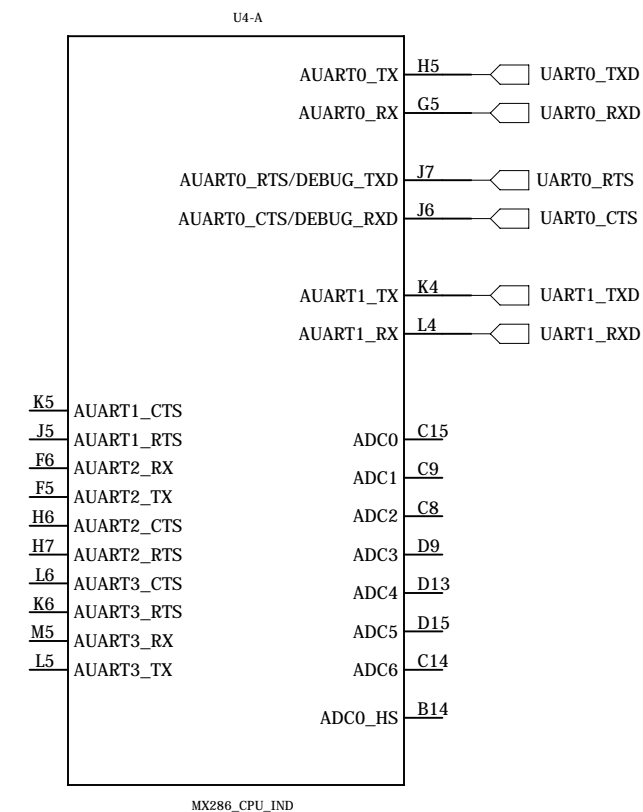 U4-A
AUART0_TX H5 UART0_TXD
AUART0_RX G5 UART0_RXD
AUART0_RTS/DEBUG_TXD J7 UART0_RTS
AUART0_CTS/DEBUG_RXD J6 UART0_CTS
AUART1_TX K4 UART1_TXD
AUART1_RX L4 UART1_RXD
K5 AUART1_CTS
J5 AUART1_RTS
F6 AUART2_RX
F5 AUART2_TX
H6 AUART2_CTS
H7 AUART2_RTS
L6 AUART3_CTS
K6 AUART3_RTS
M5 AUART3_RX
L5 AUART3_TX
ADC0 C15
ADC1 C9
ADC2 C8
ADC3 D9
ADC4 D13
ADC5 D15
ADC6 C14
ADC0_HS B14
MX286_CPU_IND